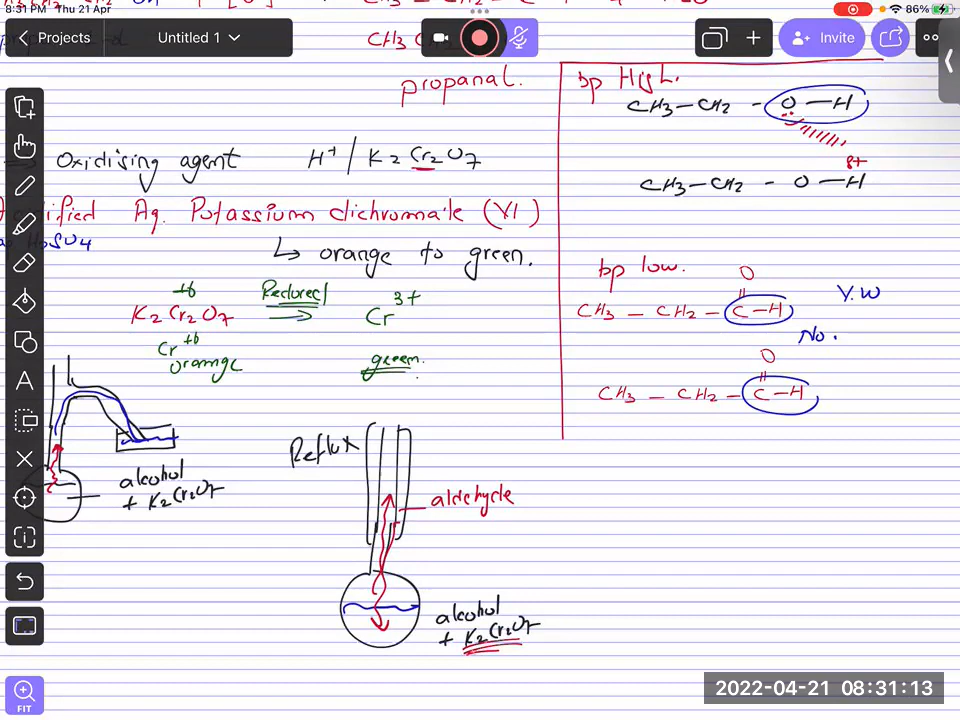 8:31 PM Thu 21 Apr
86%
Projects
Untitled 1
Invite
CH3 CH
propanal.
Oxidising agent H+ / K2Cr2O7
Aq. Potassium dichromate (VI)
↳ orange to green.
+6
K2Cr2O7 Reduced Cr3+
Cr+6
orange green.
alcohol
+ K2Cr2O7
Reflux
aldehyde
alcohol
+ K2Cr2O7
bp High.
CH3-CH2-O-H
δ+
CH3-CH2-O-H
bp low.
O
CH3-CH2-C-H
V.W
No.
O
CH3-CH2-C-H
FIT
2022-04-21 08:31:13